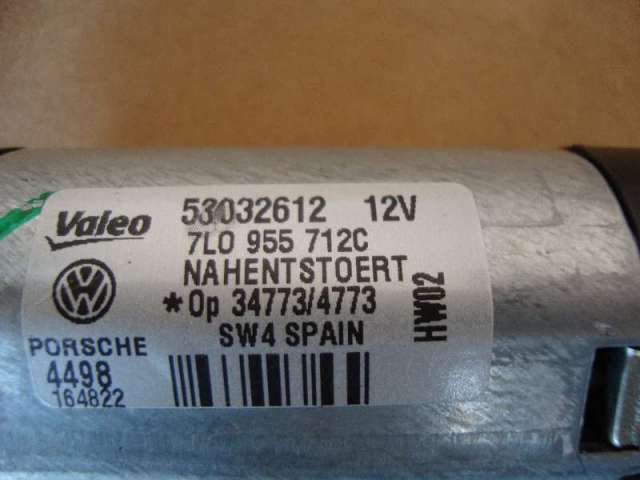 Valeo 53032612 12V
7L0 955 712C
NAHENTSTOERT
*Op 34773/4773
SW4 SPAIN
HW02
PORSCHE
4498
164822